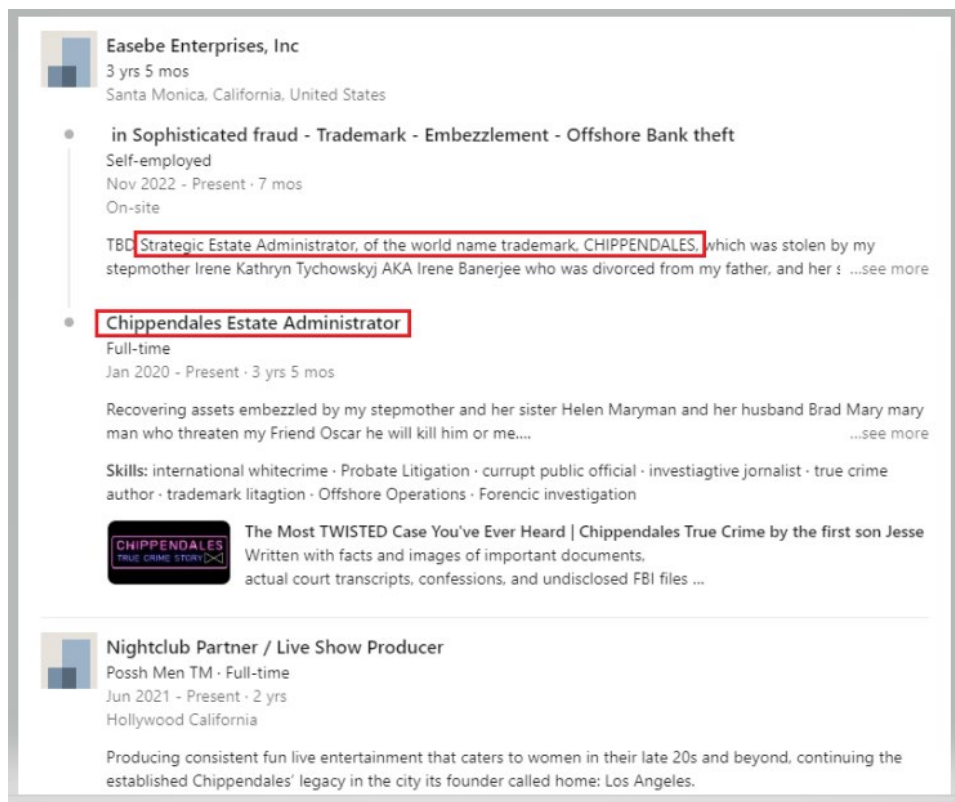 Easebe Enterprises, Inc
3 yrs 5 mos
Santa Monica, California, United States
in Sophisticated fraud - Trademark - Embezzlement - Offshore Bank theft
Self-employed
Nov 2022 - Present · 7 mos
On-site
TBD Strategic Estate Administrator, of the world name trademark, CHIPPENDALES, which was stolen by my
stepmother Irene Kathryn Tychowskyj AKA Irene Banerjee who was divorced from my father, and her s ...see more
Chippendales Estate Administrator
Full-time
Jan 2020 - Present · 3 yrs 5 mos
Recovering assets embezzled by my stepmother and her sister Helen Maryman and her husband Brad Mary mary
man who threaten my Friend Oscar he will kill him or me.... ...see more
Skills: international whitecrime · Probate Litigation · currupt public official · investiagtive jornalist · true crime
author · trademark litagtion · Offshore Operations · Forencic investigation
CHIPPENDALES
TRUE CRIME STORY
The Most TWISTED Case You've Ever Heard | Chippendales True Crime by the first son Jesse
Written with facts and images of important documents,
actual court transcripts, confessions, and undisclosed FBI files ...
Nightclub Partner / Live Show Producer
Possh Men TM · Full-time
Jun 2021 - Present · 2 yrs
Hollywood California
Producing consistent fun live entertainment that caters to women in their late 20s and beyond, continuing the
established Chippendales' legacy in the city its founder called home: Los Angeles.